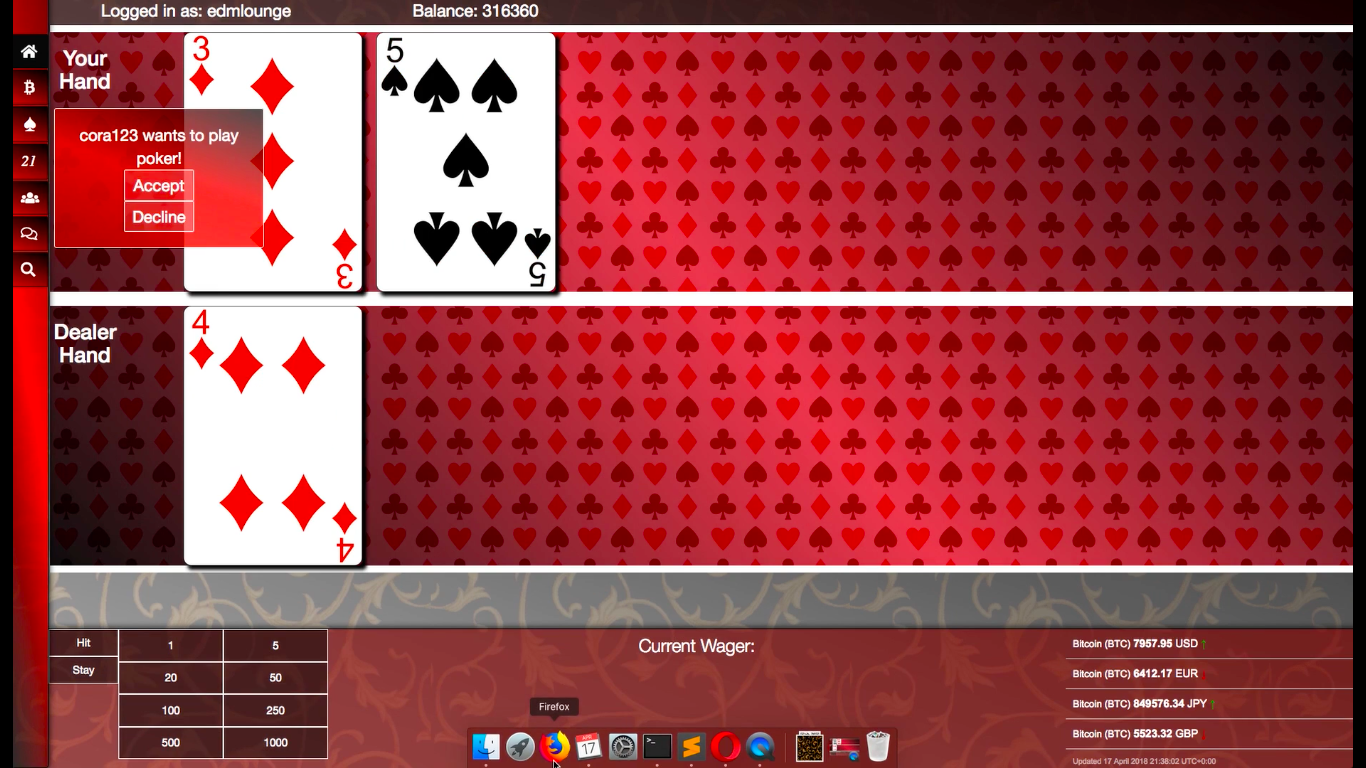 Logged in as: edmlounge
Balance: 316360
Your
Hand
3
3
5
5
cora123 wants to play
poker!
Accept
Decline
21
Dealer
Hand
4
4
Hit
Stay
1
5
20
50
100
250
500
1000
Current Wager:
Bitcoin (BTC) 7957.95 USD ↑
Bitcoin (BTC) 6412.17 EUR
Bitcoin (BTC) 849576.34 JPY ↑
Bitcoin (BTC) 5523.32 GBP
Updated 17 April 2018 21:38:02 UTC+0:00
Firefox
APR
17
>_